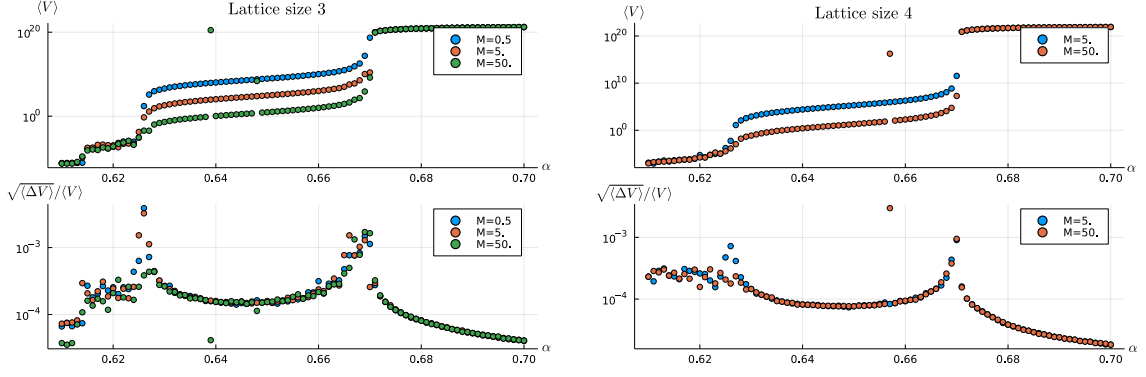 ⟨V⟩
Lattice size 3
10^20
10^0
M=0.5
M=5.
M=50.
0.62 0.64 0.66 0.68 0.70
α
√⟨ΔV⟩/⟨V⟩
10^-3
10^-4
M=0.5
M=5.
M=50.
0.62 0.64 0.66 0.68 0.70
α
⟨V⟩
Lattice size 4
10^20
10^10
10^0
M=5.
M=50.
0.62 0.64 0.66 0.68 0.70
α
√⟨ΔV⟩/⟨V⟩
10^-3
10^-4
M=5.
M=50.
0.62 0.64 0.66 0.68 0.70
α